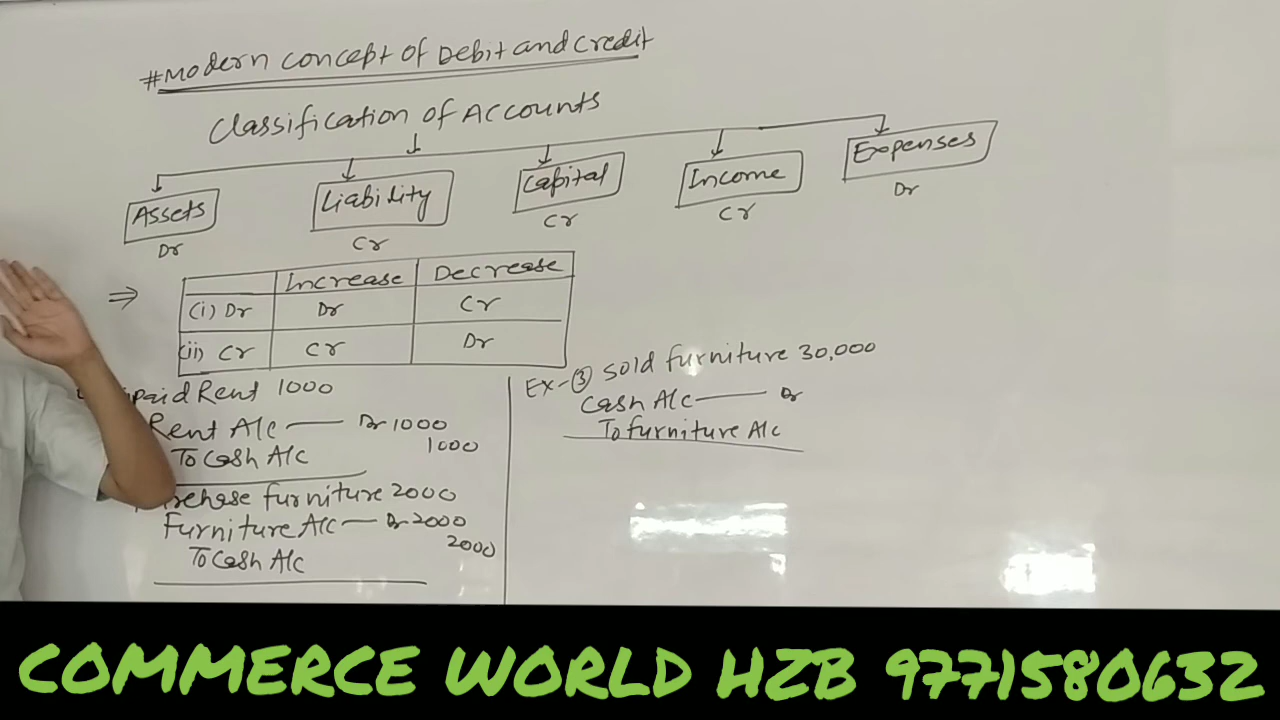 #Modern concept of Debit and Credit
Classification of Accounts
Assets Liability Capital Income Expenses
Dr Cr Cr Cr Dr
⇒ Increase Decrease
(i) Dr Dr Cr
(ii) Cr Cr Dr
paid Rent 1000
Rent A/c — Dr 1000
To Cash A/c 1000
furniture 2000
Furniture A/c — Dr 2000
To Cash A/c 2000
Ex-③ Sold furniture 30,000
Cash A/c — Dr
To furniture A/c
COMMERCE WORLD HZB 9771580632